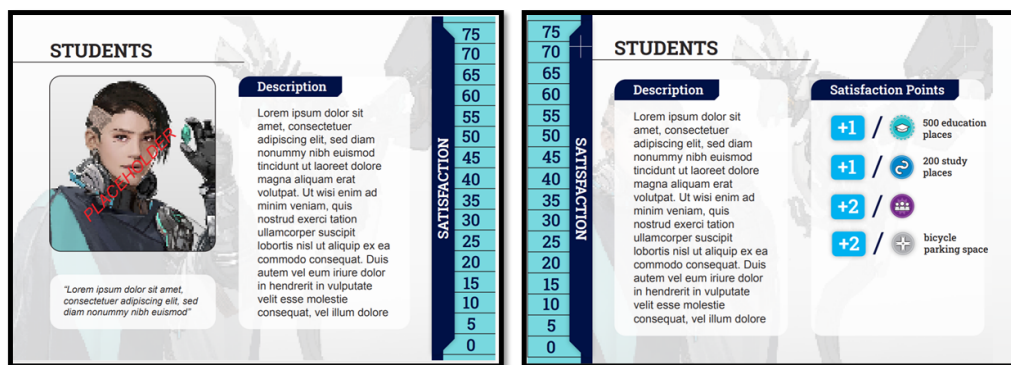 STUDENTS
PLACEHOLDER
"Lorem ipsum dolor sit amet,
consectetuer adipiscing elit, sed
diam nonummy nibh euismod"
Description
Lorem ipsum dolor sit
amet, consectetuer
adipiscing elit, sed diam
nonummy nibh euismod
tincidunt ut laoreet dolore
magna aliquam erat
volutpat. Ut wisi enim ad
minim veniam, quis
nostrud exerci tation
ullamcorper suscipit
lobortis nisl ut aliquip ex ea
commodo consequat. Duis
autem vel eum iriure dolor
in hendrerit in vulputate
velit esse molestie
consequat, vel illum dolore
SATISFACTION
75
70
65
60
55
50
45
40
35
30
25
20
15
10
5
0
75
70
65
60
55
50
45
40
35
30
25
20
15
10
5
0
SATISFACTION
STUDENTS
Description
Lorem ipsum dolor sit
amet, consectetuer
adipiscing elit, sed diam
nonummy nibh euismod
tincidunt ut laoreet dolore
magna aliquam erat
volutpat. Ut wisi enim ad
minim veniam, quis
nostrud exerci tation
ullamcorper suscipit
lobortis nisl ut aliquip ex ea
commodo consequat. Duis
autem vel eum iriure dolor
in hendrerit in vulputate
velit esse molestie
consequat, vel illum dolore
Satisfaction Points
+1 / 500 education
places
+1 / 200 study
places
+2 /
+2 / bicycle
parking space